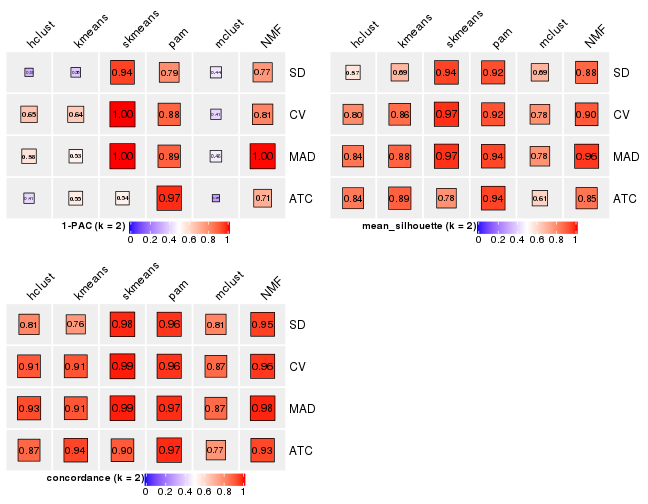 hclust kmeans skmeans pam mclust NMF
0.94 0.79 0.44 0.77 SD
0.65 0.64 1.00 0.88 0.41 0.81 CV
0.58 0.53 1.00 0.89 0.46 1.00 MAD
0.41 0.55 0.54 0.97 0.71 ATC
1-PAC (k = 2)
0 0.2 0.4 0.6 0.8 1
hclust kmeans skmeans pam mclust NMF
0.57 0.69 0.94 0.92 0.69 0.88 SD
0.80 0.86 0.97 0.92 0.78 0.90 CV
0.84 0.88 0.97 0.94 0.78 0.96 MAD
0.84 0.89 0.78 0.94 0.61 0.85 ATC
mean_silhouette (k = 2)
0 0.2 0.4 0.6 0.8 1
hclust kmeans skmeans pam mclust NMF
0.81 0.76 0.98 0.96 0.81 0.95 SD
0.91 0.91 0.99 0.96 0.87 0.96 CV
0.93 0.91 0.99 0.97 0.87 0.98 MAD
0.87 0.94 0.90 0.97 0.77 0.93 ATC
concordance (k = 2)
0 0.2 0.4 0.6 0.8 1